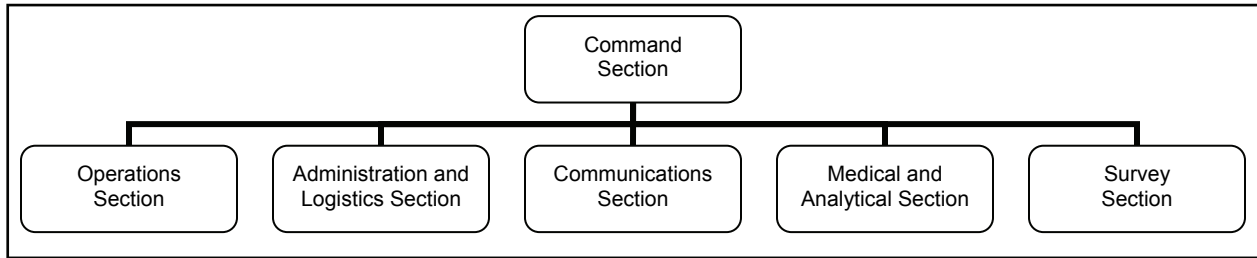 Command
Section
Operations
Section
Administration and
Logistics Section
Communications
Section
Medical and
Analytical Section
Survey
Section